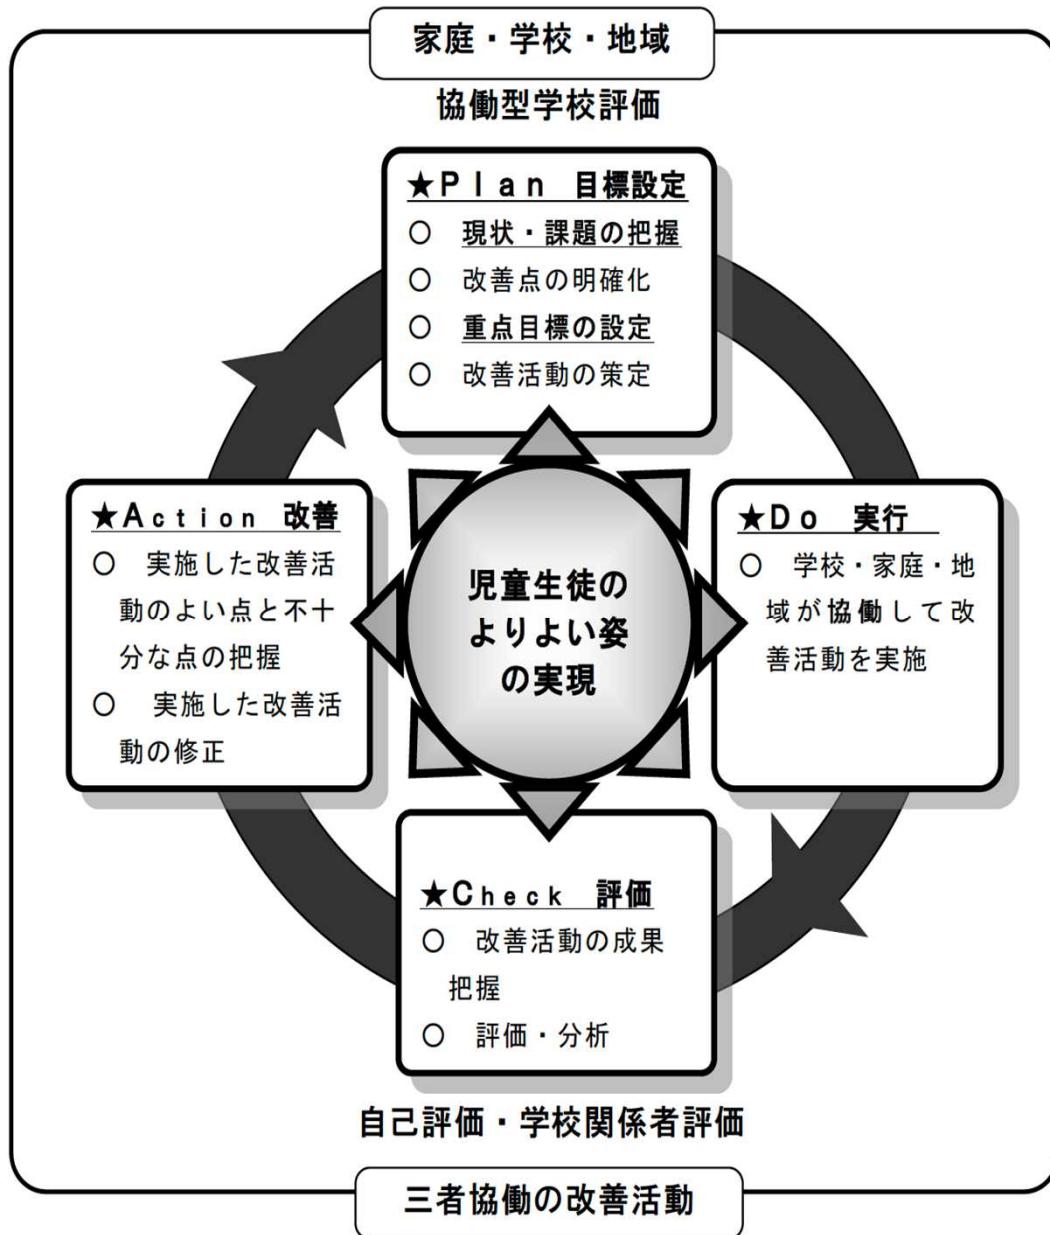 家庭・学校・地域
協働型学校評価
★Plan 目標設定
○ 現状・課題の把握
○ 改善点の明確化
○ 重点目標の設定
○ 改善活動の策定
★Action 改善
○ 実施した改善活
動のよい点と不十
分な点の把握
○ 実施した改善活
動の修正
児童生徒の
よりよい姿
の実現
★Do 実行
○ 学校・家庭・地
域が協働して改
善活動を実施
★Check 評価
○ 改善活動の成果
把握
○ 評価・分析
自己評価・学校関係者評価
三者協働の改善活動